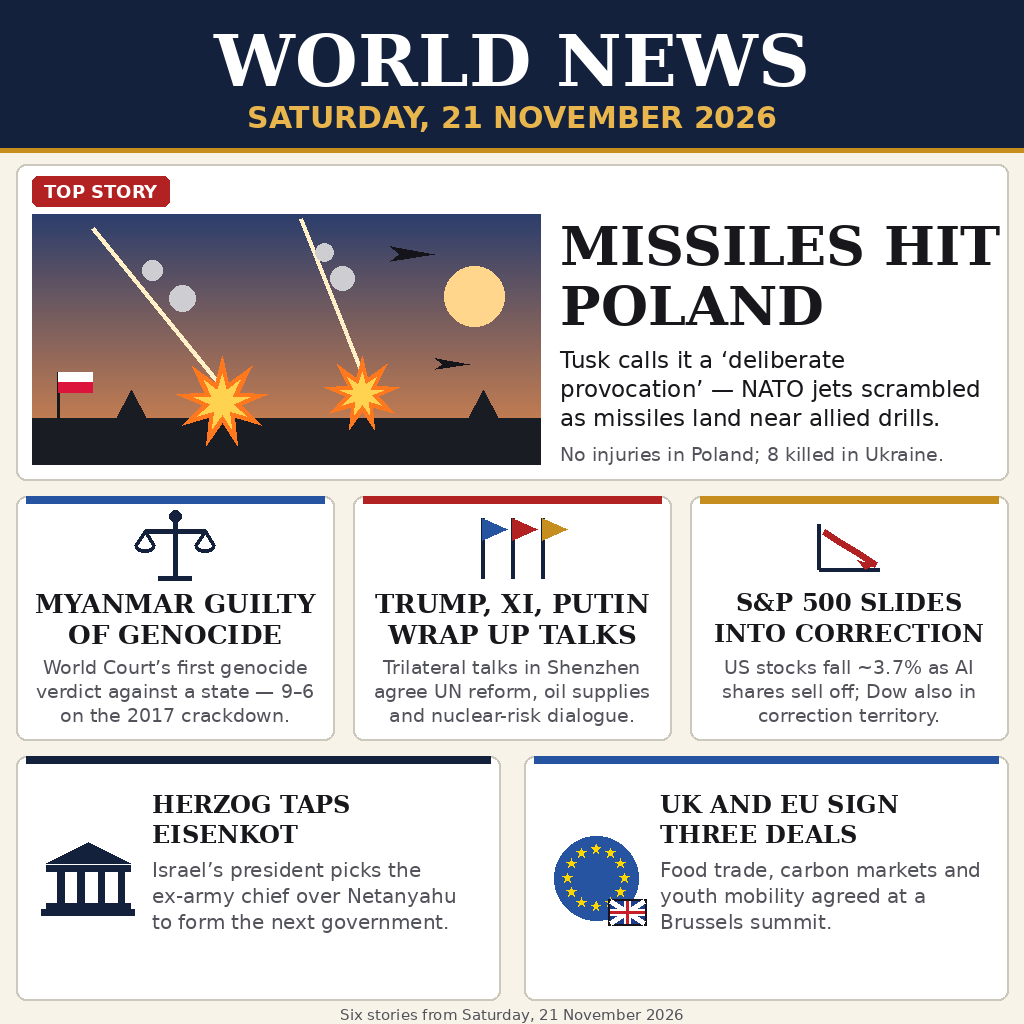 WORLD NEWS
SATURDAY, 21 NOVEMBER 2026
TOP STORY
MISSILES HIT
POLAND
Tusk calls it a ‘deliberate
provocation’ — NATO jets scrambled
as missiles land near allied drills.
No injuries in Poland; 8 killed in Ukraine.
MYANMAR GUILTY
OF GENOCIDE
World Court’s first genocide
verdict against a state — 9–6
on the 2017 crackdown.
TRUMP, XI, PUTIN
WRAP UP TALKS
Trilateral talks in Shenzhen
agree UN reform, oil supplies
and nuclear-risk dialogue.
S&P 500 SLIDES
INTO CORRECTION
US stocks fall ~3.7% as AI
shares sell off; Dow also in
correction territory.
HERZOG TAPS
EISENKOT
Israel’s president picks the
ex-army chief over Netanyahu
to form the next government.
UK AND EU SIGN
THREE DEALS
Food trade, carbon markets and
youth mobility agreed at a
Brussels summit.
Six stories from Saturday, 21 November 2026